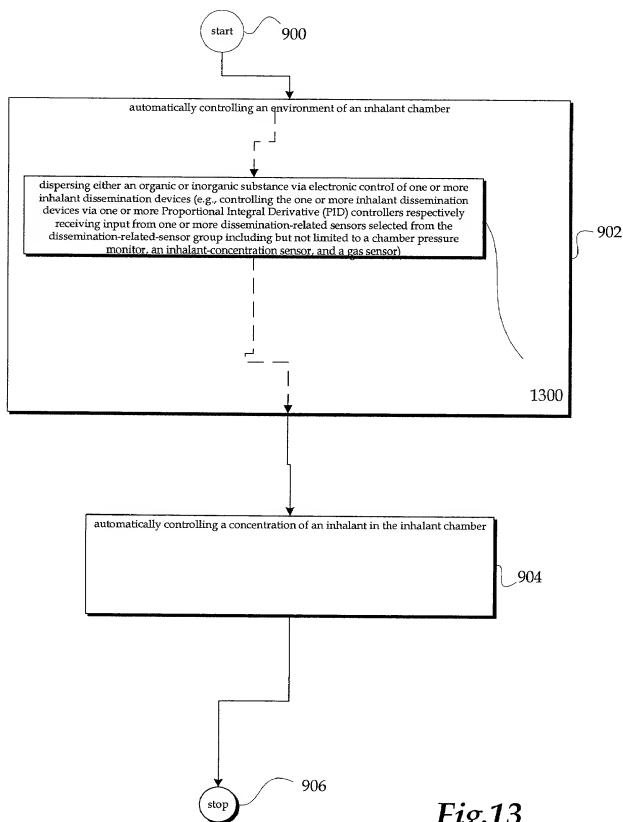 start
900
automatically controlling an environment of an inhalant chamber
dispersing either an organic or inorganic substance via electronic control of one or more
inhalant dissemination devices (e.g., controlling the one or more inhalant dissemination
devices via one or more Proportional Integral Derivative (PID) controllers respectively
receiving input from one or more dissemination-related sensors selected from the
dissemination-related-sensor group including but not limited to a chamber pressure
monitor, an inhalant-concentration sensor, and a gas sensor)
902
1300
automatically controlling a concentration of an inhalant in the inhalant chamber
904
906
stop
Fig.13